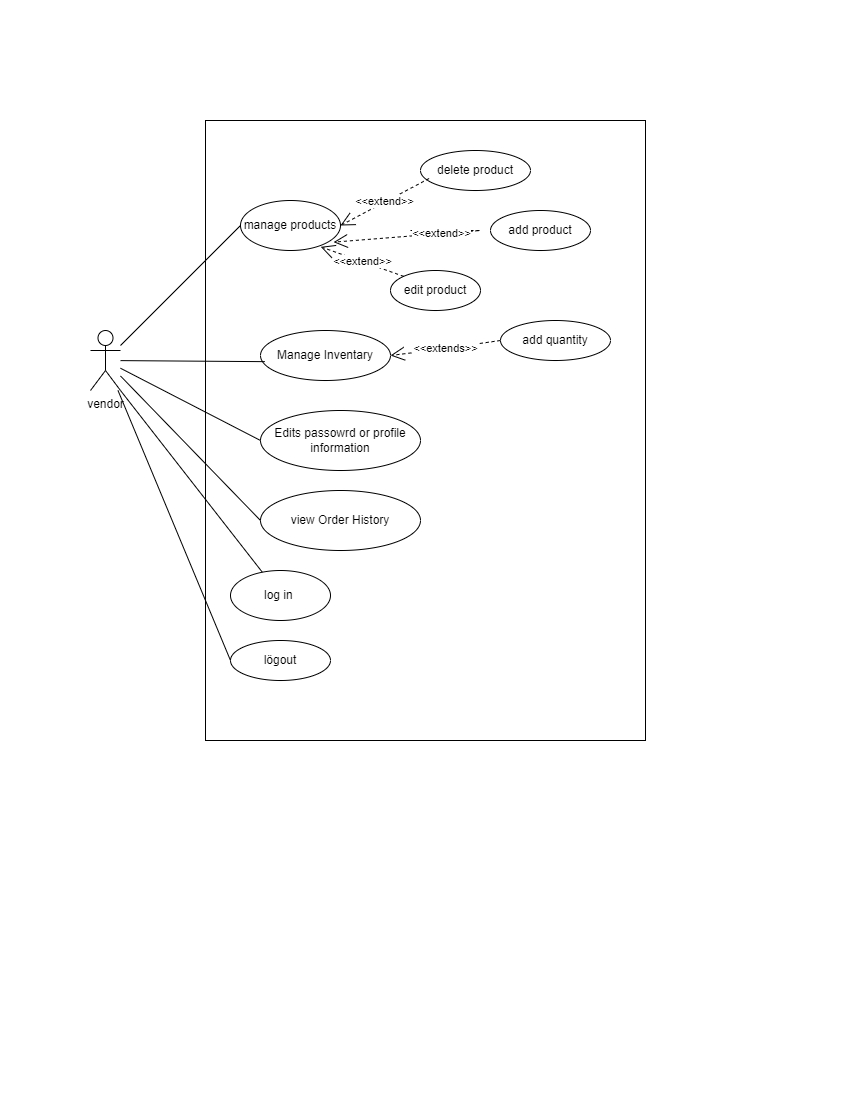 delete product
<<extend>>
manage products
add product
<<extend>>
<<extend>>
edit product
add quantity
Manage Inventary
<<extends>>
vendor
Edits passowrd or profile
information
view Order History
log in
lögout